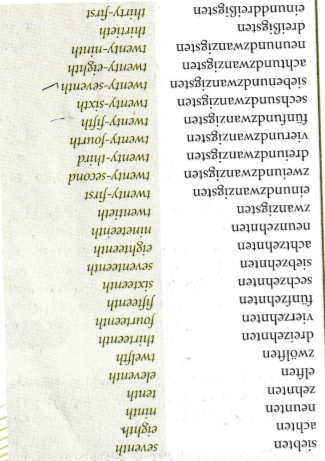 siebten seventh
achten eighth
neunten ninth
zehnten tenth
elften eleventh
zwölften twelfth
dreizehnten thirteenth
vierzehnten fourteenth
fünfzehnten fifteenth
sechzehnten sixteenth
siebzehnten seventeenth
achtzehnten eighteenth
neunzehnten nineteenth
zwanzigsten twentieth
einundzwanzigsten twenty-first
zweiundzwanzigsten twenty-second
dreiundzwanzigsten twenty-third
vierundzwanzigsten twenty-fourth
fünfundzwanzigsten twenty-fifth
sechsundzwanzigsten twenty-sixth
siebenundzwanzigsten twenty-seventh
achtundzwanzigsten twenty-eighth
neunundzwanzigsten twenty-ninth
dreißigsten thirtieth
einunddreißigsten thirty-first